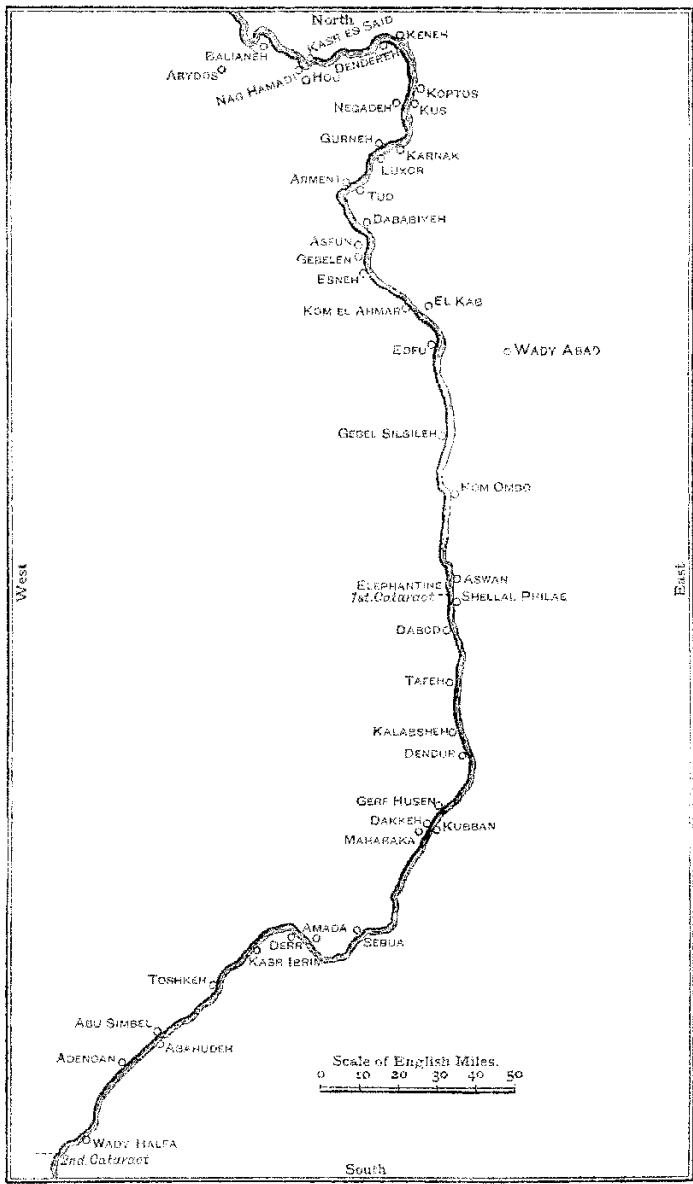 North
KASR ES SAID
KENEH
BALIANEH
DENDEREH
ABYDOS
NAG HAMADI
HOU
KOPTOS
NEGADEH
KUS
GURNEH
KARNAK
LUXOR
ARMENT
TUD
DABABIYEH
ASFUN
GEBELEN
ESNEH
EL KAB
KOM EL AHMAR
EDFU
WADY ABAD
GEBEL SILSILEH
KOM OMBO
West
East
ELEPHANTINE
ASWAN
1st. Cataract
SHELLAL PHILAE
DABOD
TAFEH
KALABSHEH
DENDUR
GERF HUSEN
DAKKEH
KUBBAN
MAHARAKA
AMADA
DERR
SEBUA
KASR IBRIM
TOSHKEH
ABU SIMBEL
ABAHUDEH
ADENDAN
Scale of English Miles.
0 10 20 30 40 50
WADY HALFA
2nd. Cataract
South